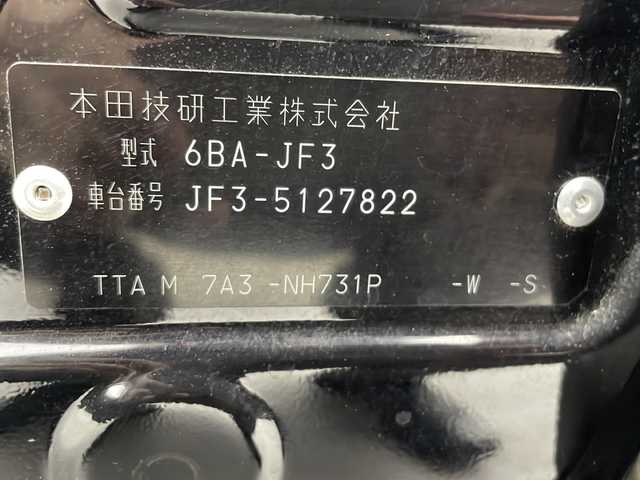 本田技研工業株式会社
型式 6BA-JF3
車台番号 JF3-5127822
TTA M 7A3 -NH731P -W -S